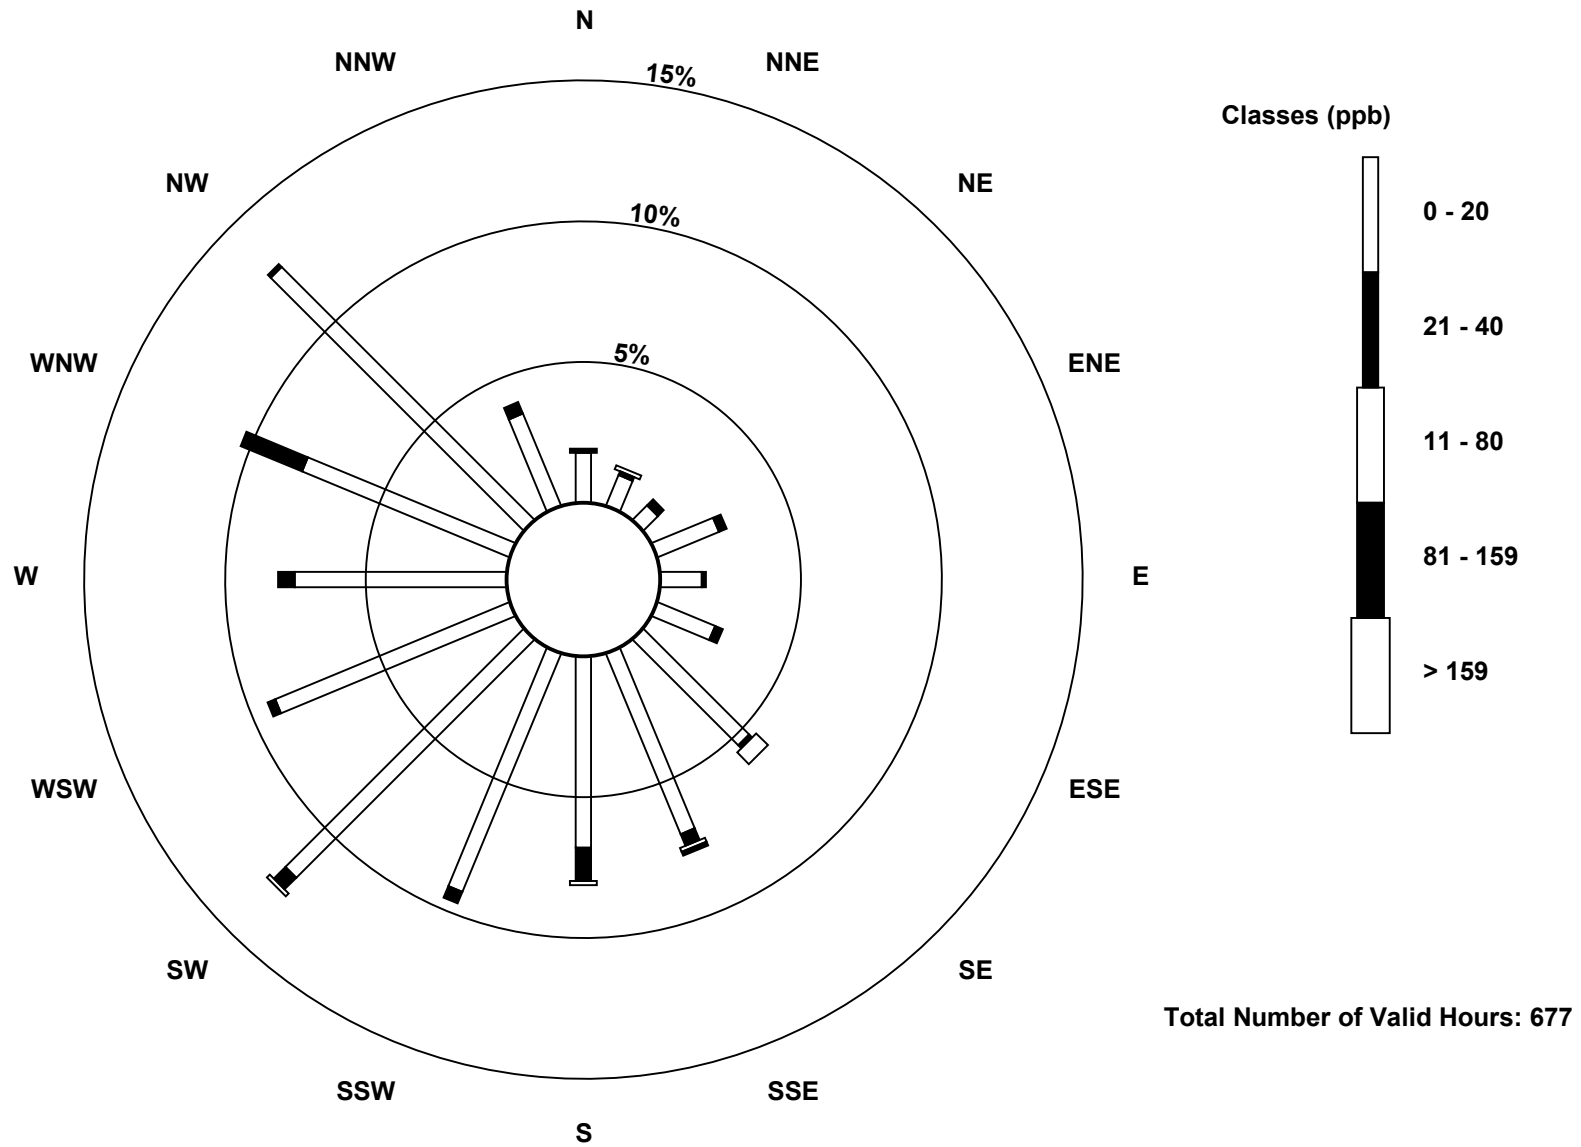 N
NNW
NNE
15%
Classes (ppb)
NW
NE
0 - 20
10%
21 - 40
5%
WNW
ENE
11 - 80
81 - 159
W
E
> 159
WSW
ESE
SW
SE
Total Number of Valid Hours: 677
SSW
SSE
S